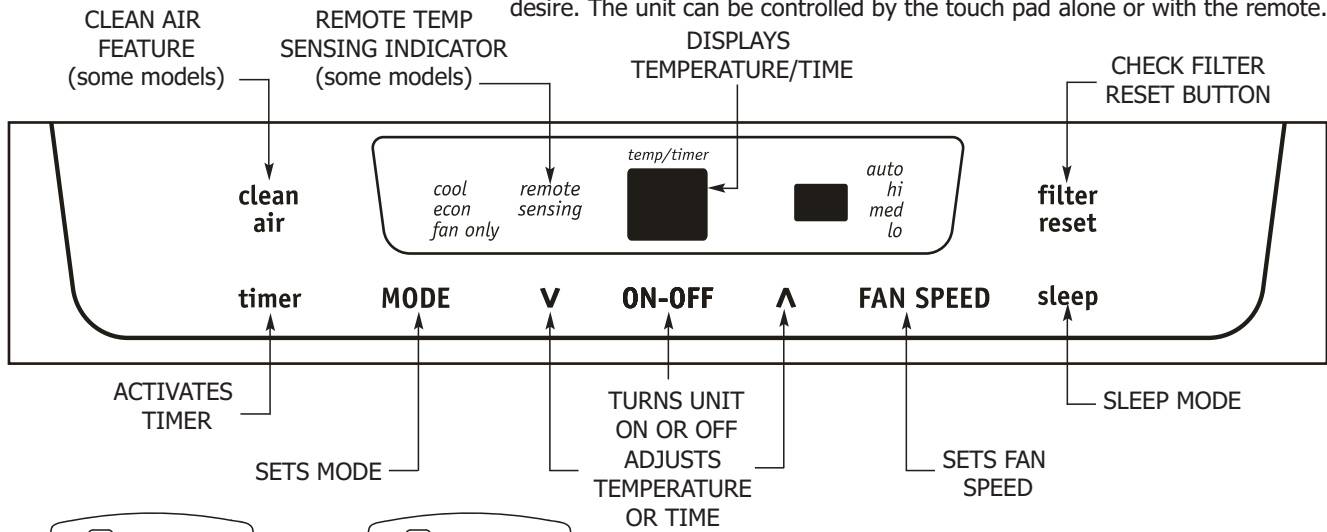 desire. The unit can be controlled by the touch pad alone or with the remote.
CLEAN AIR
FEATURE
(some models)
REMOTE TEMP
SENSING INDICATOR
(some models)
DISPLAYS
TEMPERATURE/TIME
CHECK FILTER
RESET BUTTON
clean
air
cool
econ
fan only
remote
sensing
temp/timer
auto
hi
med
lo
filter
reset
timer
MODE
V
ON-OFF
Λ
FAN SPEED
sleep
ACTIVATES
TIMER
SETS MODE
TURNS UNIT
ON OR OFF
ADJUSTS
TEMPERATURE
OR TIME
SETS FAN
SPEED
SLEEP MODE